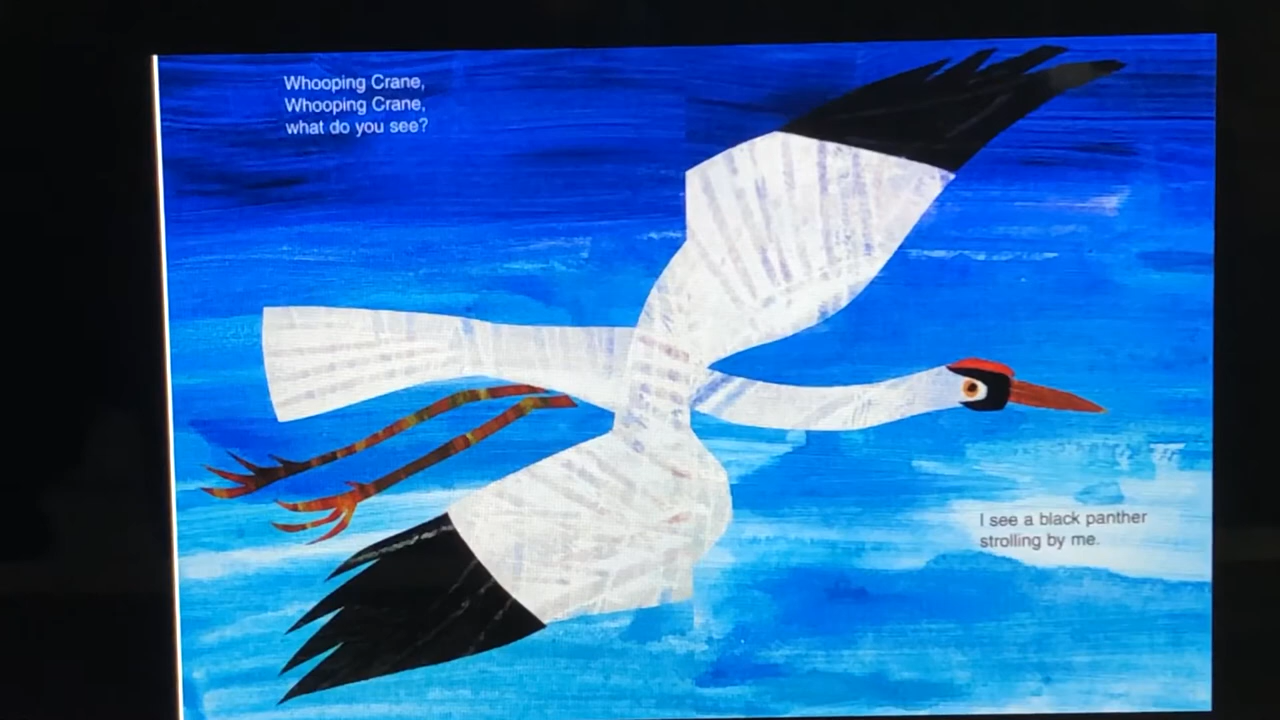 Whooping Crane,
Whooping Crane,
what do you see?
I see a black panther
strolling by me.